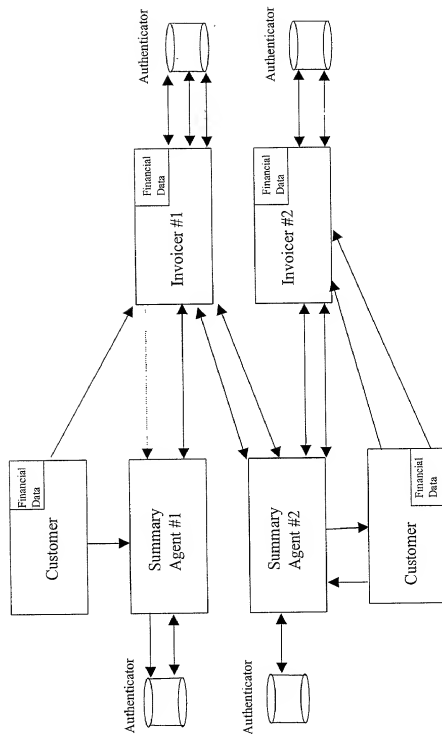 Authenticator
Authenticator
Financial
Data
Invoicer #1
Financial
Data
Invoicer #2
Financial
Data
Customer
Summary
Agent #1
Summary
Agent #2
Customer
Financial
Data
Authenticator
Authenticator